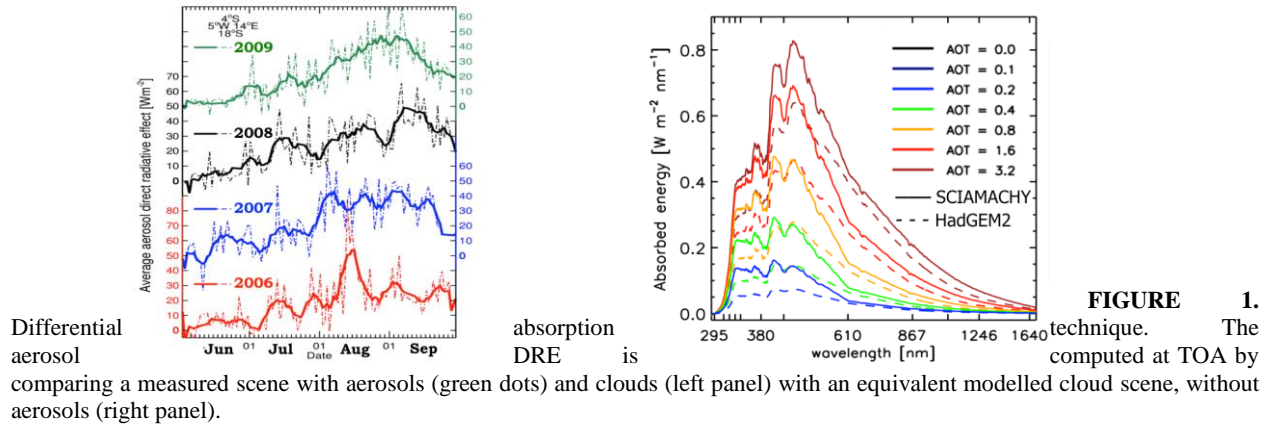 4°S
5°W 14°E
18°S
2009
2008
2007
2006
Average aerosol direct radiative effect [Wm⁻²]
60
50
40
30
20
10
0
70
60
50
40
30
20
10
0
60
50
40
30
20
10
0
80
70
60
50
40
30
20
10
0
Jun 01 Jul 01 Aug 01 Sep
Date
0.8
0.6
0.4
0.2
0.0
Absorbed energy [W m⁻² nm⁻¹]
AOT = 0.0
AOT = 0.1
AOT = 0.2
AOT = 0.4
AOT = 0.8
AOT = 1.6
AOT = 3.2
SCIAMACHY
HadGEM2
295 380 610 867 1246 1640
wavelength [nm]
FIGURE 1.
Differential absorption technique. The
aerosol DRE is computed at TOA by
comparing a measured scene with aerosols (green dots) and clouds (left panel) with an equivalent modelled cloud scene, without
aerosols (right panel).